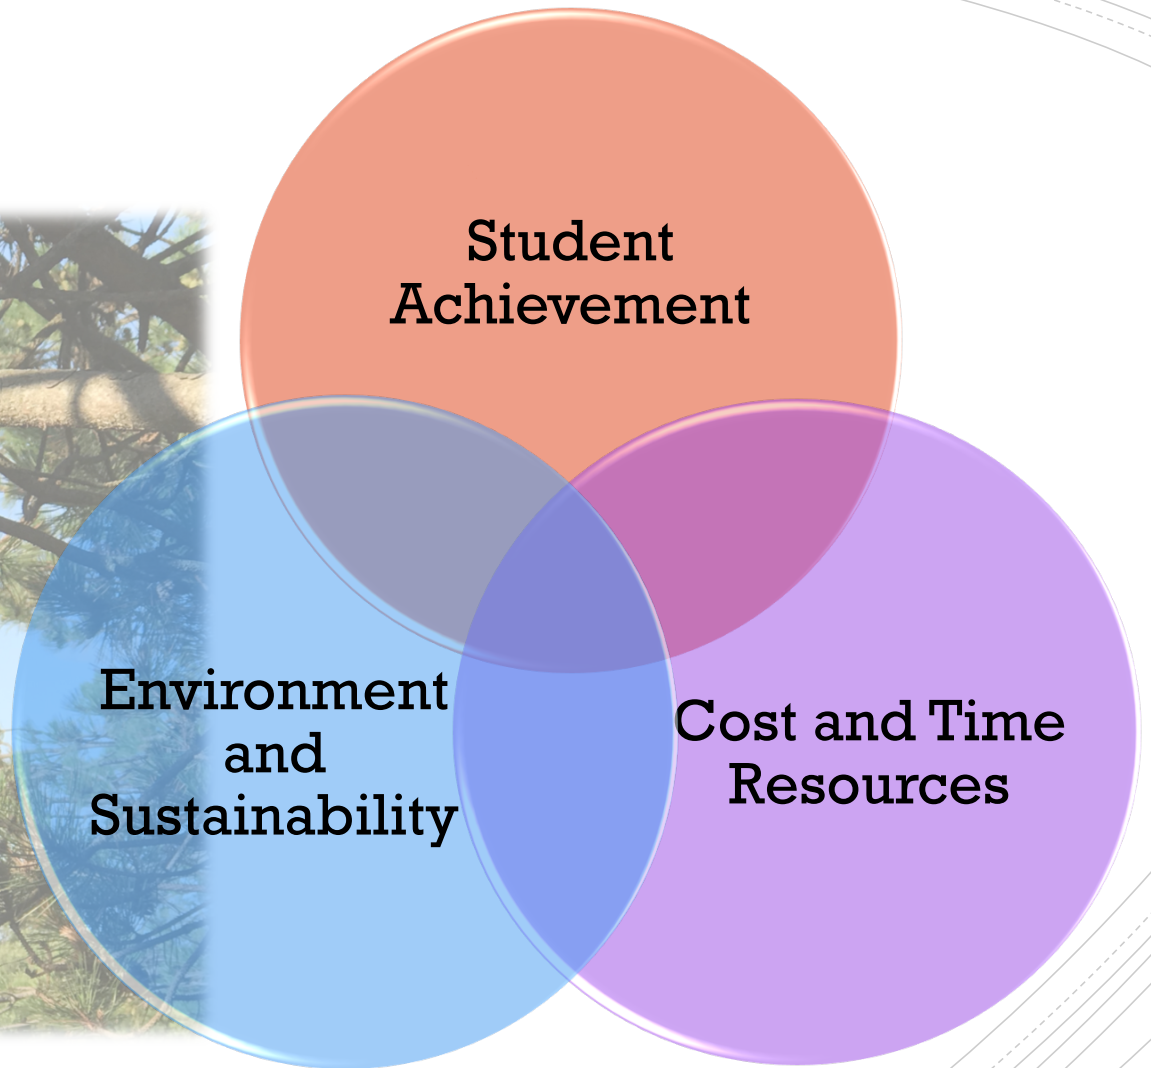 Student
Achievement
Environment
and
Sustainability
Cost and Time
Resources